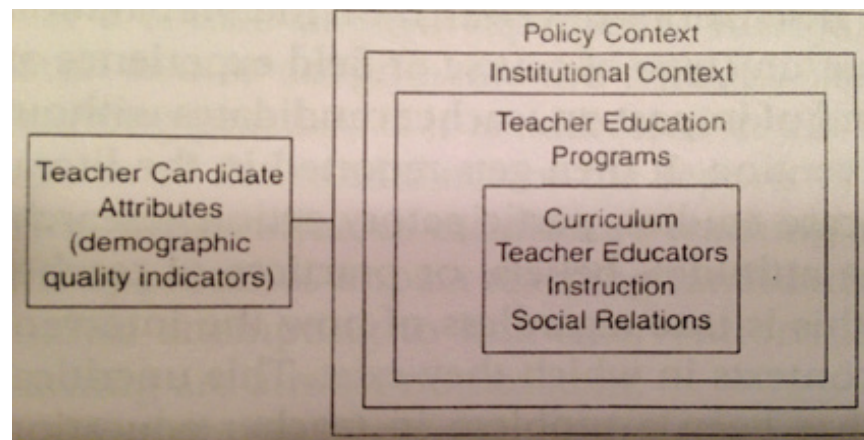 Policy Context
Institutional Context
Teacher Education
Programs
Teacher Candidate
Attributes
(demographic
quality indicators)
Curriculum
Teacher Educators
Instruction
Social Relations